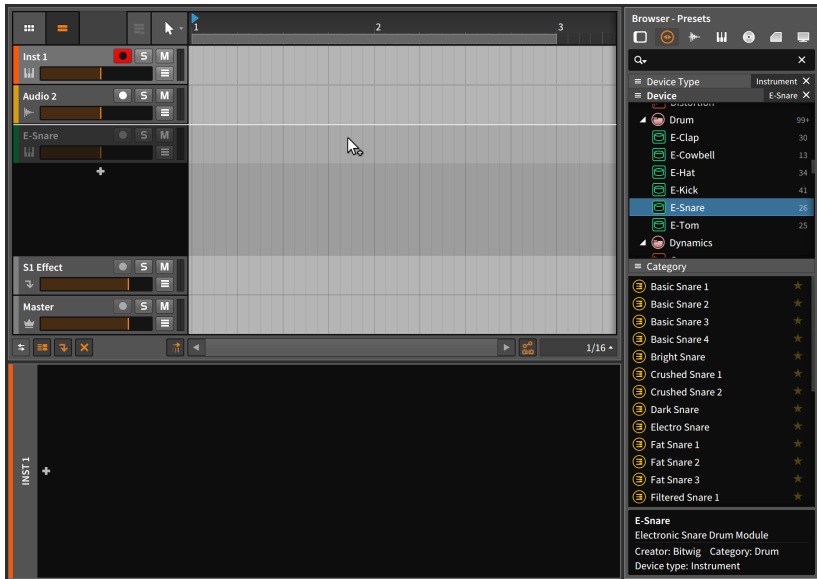 1 2 3
Inst 1 S M
Audio 2 S M
E-Snare S M
S1 Effect S M
Master S M
1/16
INST 1
Browser - Presets
Device Type Instrument
Device E-Snare
Distortion
Drum 99+
E-Clap 30
E-Cowbell 13
E-Hat 34
E-Kick 41
E-Snare 26
E-Tom 25
Dynamics
Category
Basic Snare 1
Basic Snare 2
Basic Snare 3
Basic Snare 4
Bright Snare
Crushed Snare 1
Crushed Snare 2
Dark Snare
Electro Snare
Fat Snare 1
Fat Snare 2
Fat Snare 3
Filtered Snare 1
E-Snare
Electronic Snare Drum Module
Creator: Bitwig Category: Drum
Device type: Instrument